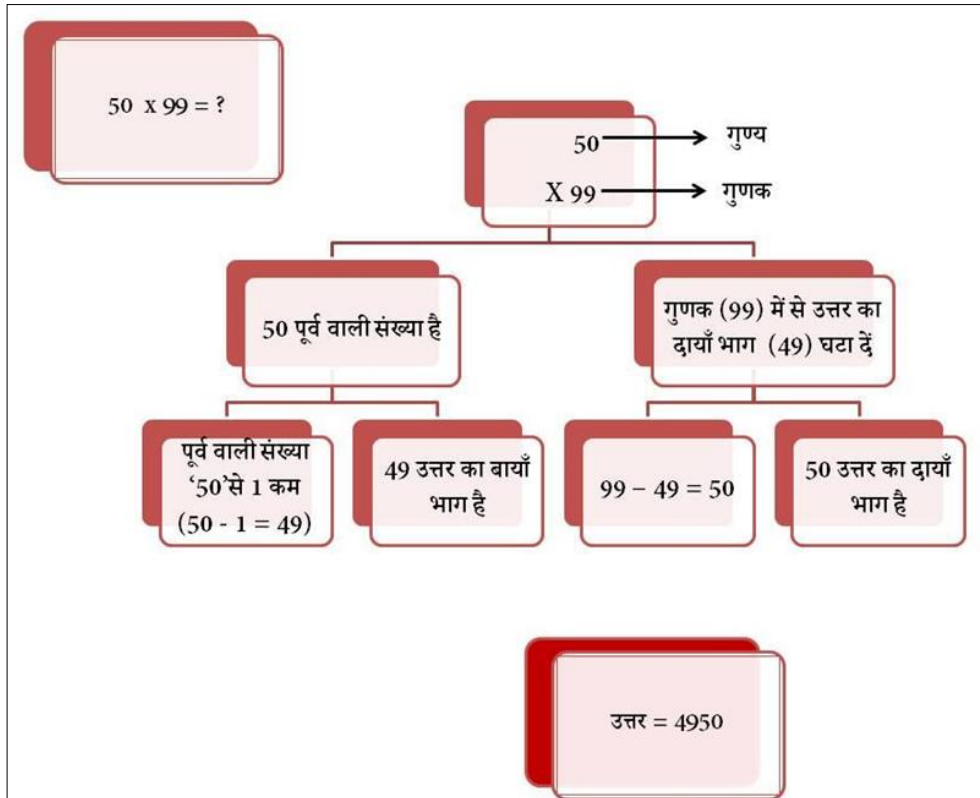 50 x 99 = ?
50 गुण्य
X 99 गुणक
50 पूर्व वाली संख्या है
गुणक (99) में से उत्तर का
दायाँ भाग (49) घटा दें
पूर्व वाली संख्या
‘50’से 1 कम
(50 - 1 = 49)
49 उत्तर का बायाँ
भाग है
99 – 49 = 50
50 उत्तर का दायाँ
भाग है
उत्तर = 4950